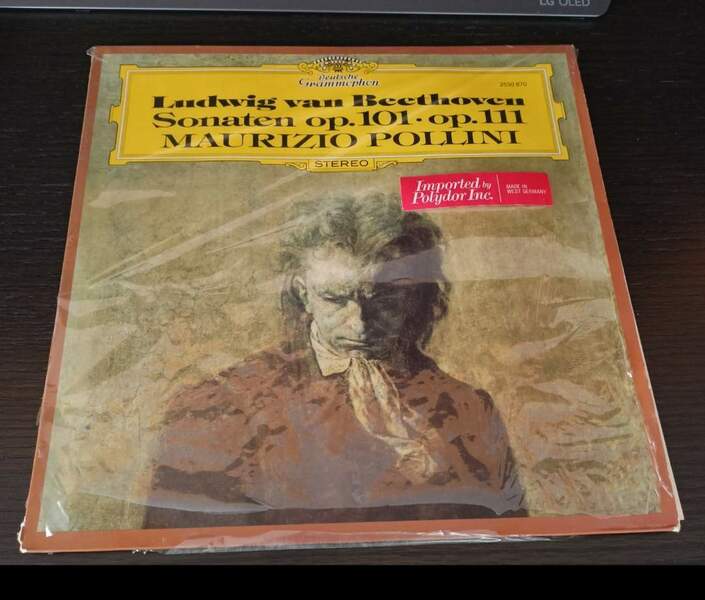 LG OLED
Deutsche
Grammophon
2530 870
Ludwig van Beethoven
Sonaten op.101·op.111
MAURIZIO POLLINI
STEREO
Imported by
Polydor Inc.
MADE IN
WEST GERMANY